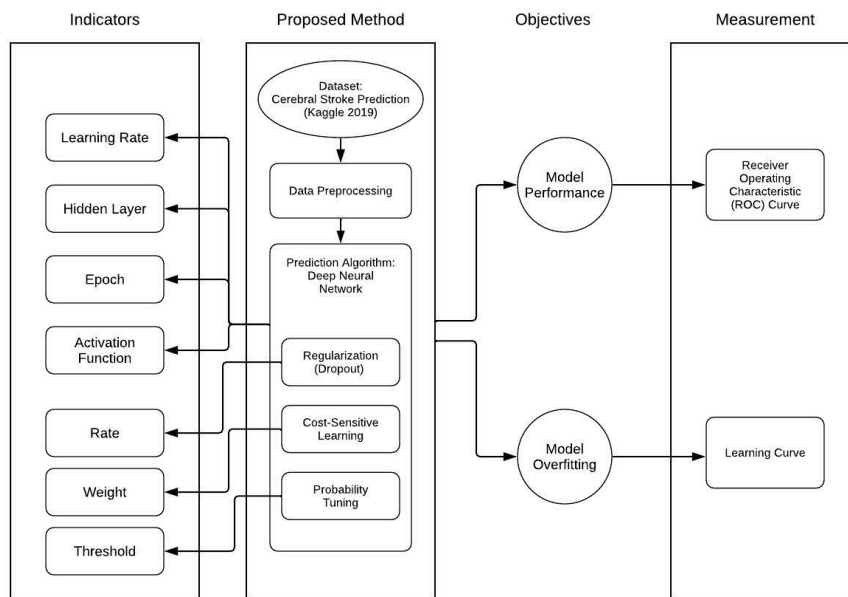 Indicators
Proposed Method
Objectives
Measurement
Learning Rate
Hidden Layer
Epoch
Activation
Function
Rate
Weight
Threshold
Dataset:
Cerebral Stroke Prediction
(Kaggle 2019)
Data Preprocessing
Prediction Algorithm:
Deep Neural
Network
Regularization
(Dropout)
Cost-Sensitive
Learning
Probability
Tuning
Model
Performance
Model
Overfitting
Receiver
Operating
Characteristic
(ROC) Curve
Learning Curve